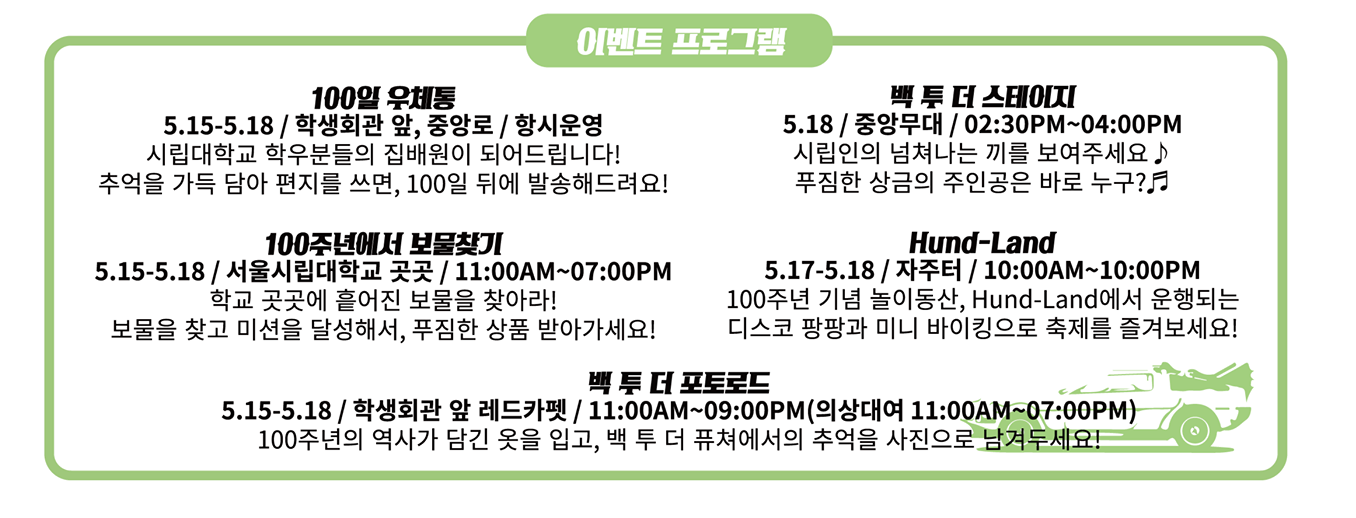 이벤트 프로그램
100일 우체통
5.15-5.18 / 학생회관 앞, 중앙로 / 항시운영
시립대학교 학우분들의 집배원이 되어드립니다!
추억을 가득 담아 편지를 쓰면, 100일 뒤에 발송해드려요!
백 투 더 스테이지
5.18 / 중앙무대 / 02:30PM~04:00PM
시립인의 넘쳐나는 끼를 보여주세요♪
푸짐한 상금의 주인공은 바로 누구?♬
100주년에서 보물찾기
5.15-5.18 / 서울시립대학교 곳곳 / 11:00AM~07:00PM
학교 곳곳에 흩어진 보물을 찾아라!
보물을 찾고 미션을 달성해서, 푸짐한 상품 받아가세요!
Hund-Land
5.17-5.18 / 자주터 / 10:00AM~10:00PM
100주년 기념 놀이동산, Hund-Land에서 운행되는
디스코 팡팡과 미니 바이킹으로 축제를 즐겨보세요!
백 투 더 포토로드
5.15-5.18 / 학생회관 앞 레드카펫 / 11:00AM~09:00PM(의상대여 11:00AM~07:00PM)
100주년의 역사가 담긴 옷을 입고, 백 투 더 퓨쳐에서의 추억을 사진으로 남겨두세요!